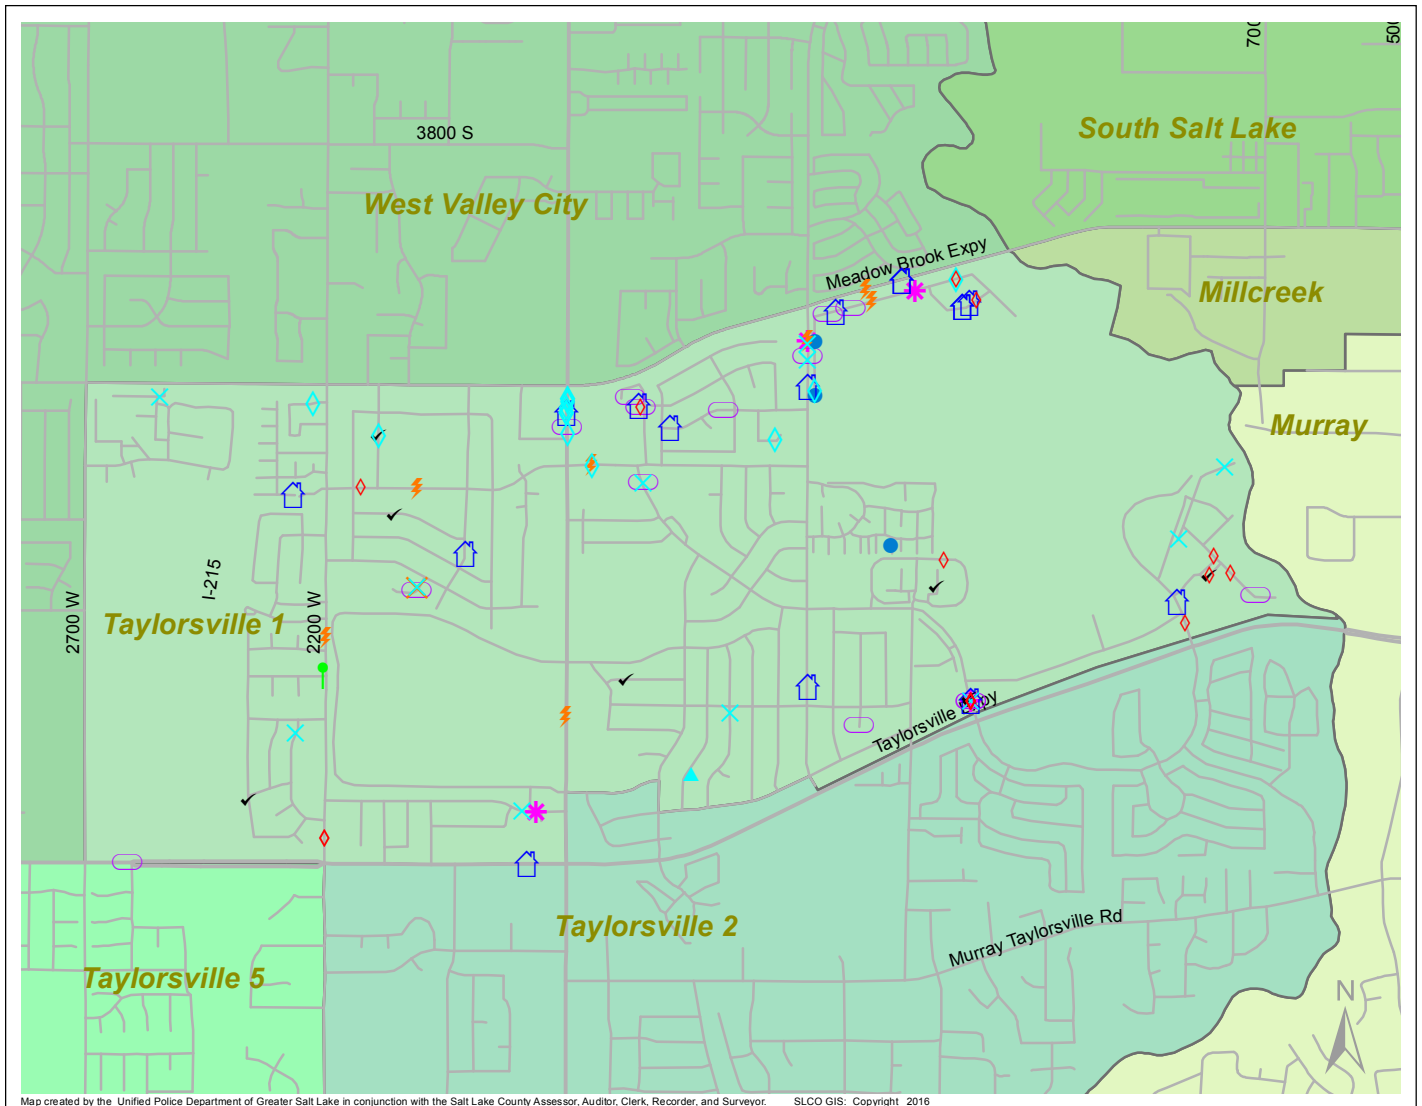 700
500
South Salt Lake
3800 S
West Valley City
Meadow Brook Expy
Millcreek
Murray
I-215
2700 W
2200 W
Taylorsville 1
Taylorsville Expy
Taylorsville 2
Murray Taylorsville Rd
Taylorsville 5
N
Map created by the Unified Police Department of Greater Salt Lake in conjunction with the Salt Lake County Assessor, Auditor, Clerk, Recorder, and Surveyor. SLCO GIS: Copyright 2016